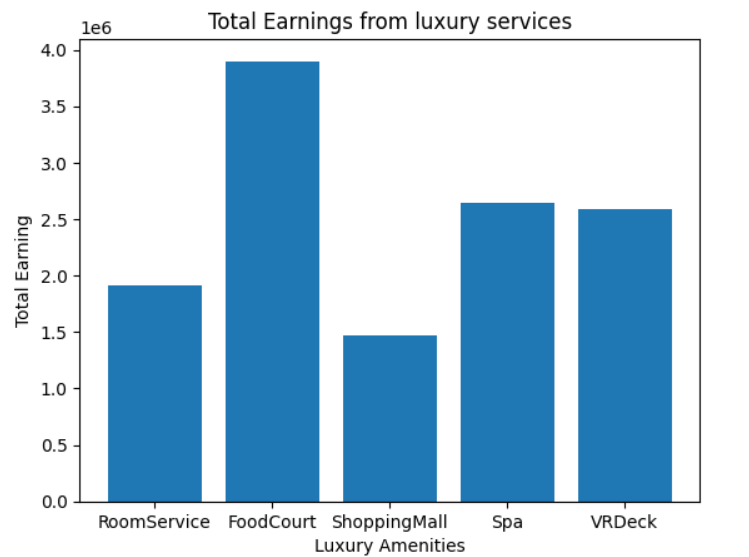 Total Earnings from luxury services
1e6
4.0
3.5
3.0
2.5
2.0
1.5
1.0
0.5
0.0
Total Earning
RoomService FoodCourt ShoppingMall Spa VRDeck
Luxury Amenities